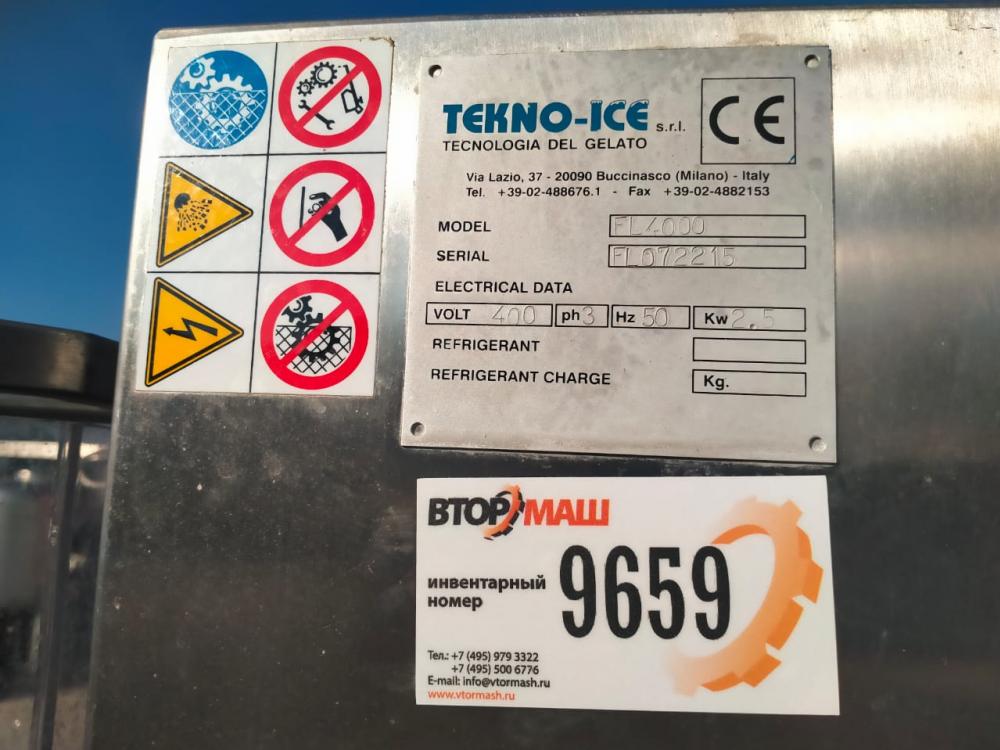 TEKNO-ICE s.r.l.
TECNOLOGIA DEL GELATO
CE
Via Lazio, 37 - 20090 Buccinasco (Milano) - Italy
Tel. +39-02-488676.1 - Fax +39-02-4882153
MODEL FL4000
SERIAL FL072215
ELECTRICAL DATA
VOLT 400 ph 3 Hz 50 Kw 2.5
REFRIGERANT
REFRIGERANT CHARGE Kg.
ВТОРМАШ
инвентарный
номер
9659
Тел.: +7 (495) 979 3322
+7 (495) 500 6776
E-mail: info@vtormash.ru
www.vtormash.ru